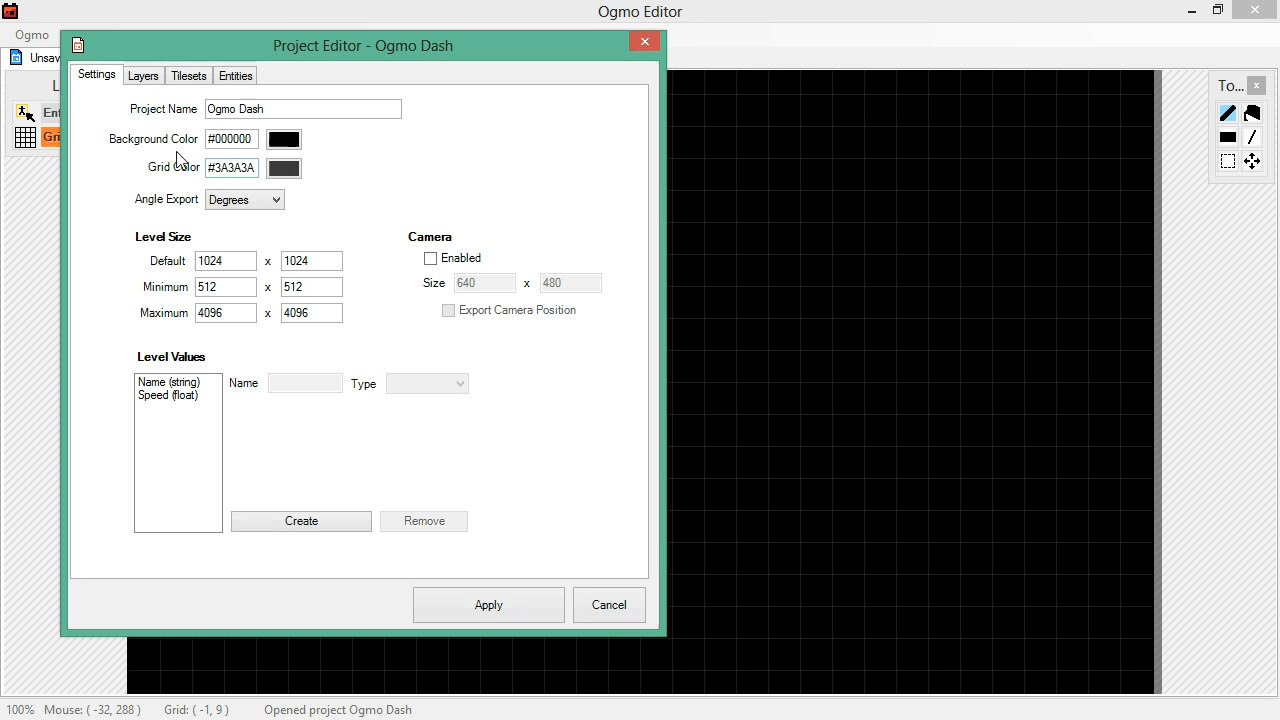 Ogmo Editor
Ogmo
Project Editor - Ogmo Dash
Unsav
Settings Layers Tilesets Entities
L
To...
Project Name Ogmo Dash
Ent
Background Color #000000
Gri
Grid Color #3A3A3A
Angle Export Degrees
Level Size
Camera
Default 1024 x 1024
Enabled
Minimum 512 x 512
Size 640 x 480
Maximum 4096 x 4096
Export Camera Position
Level Values
Name (string)
Speed (float)
Name Type
Create Remove
Apply Cancel
100% Mouse: ( -32, 288 ) Grid: ( -1, 9 ) Opened project Ogmo Dash